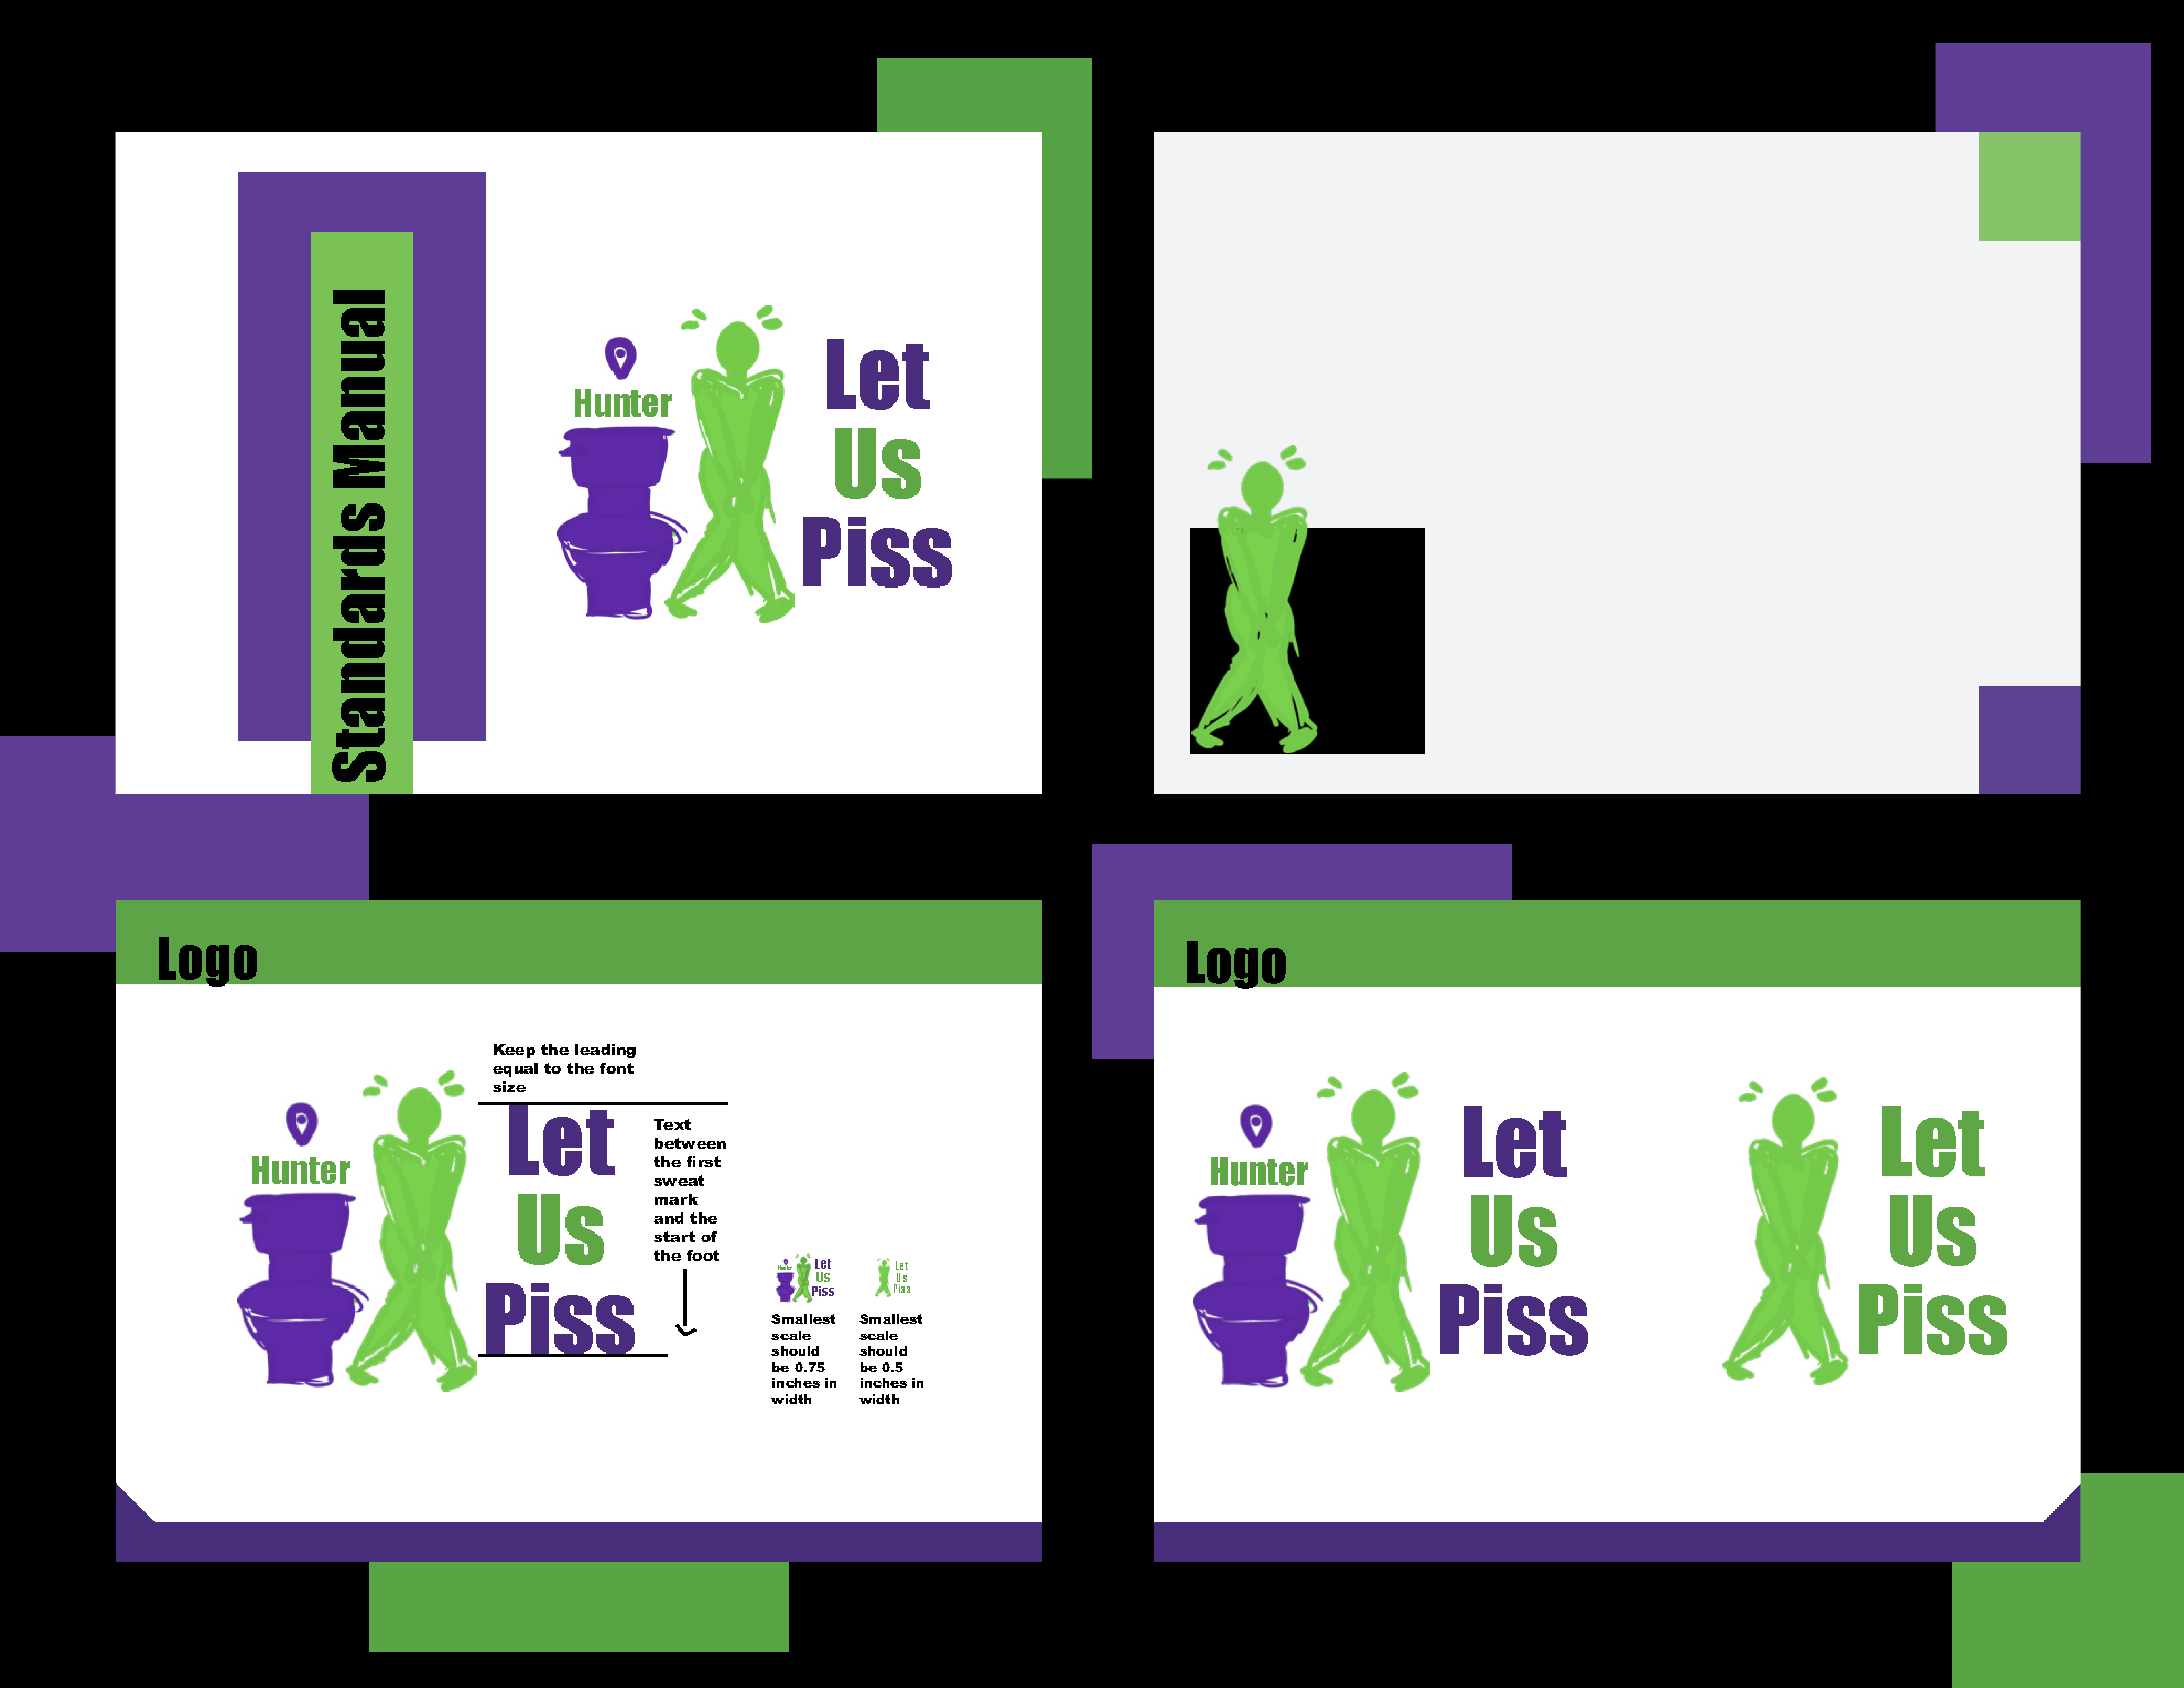 Standards Manual
Hunter
Let
Us
Piss
Logo
Keep the leading
equal to the font
size
Hunter
Let
Us
Piss
Text
between
the first
sweat
mark
and the
start of
the foot
Hunter
Let
Us
Piss
Let
Us
Piss
Smallest
scale
should
be 0.75
inches in
width
Smallest
scale
should
be 0.5
inches in
width
Logo
Hunter
Let
Us
Piss
Let
Us
Piss